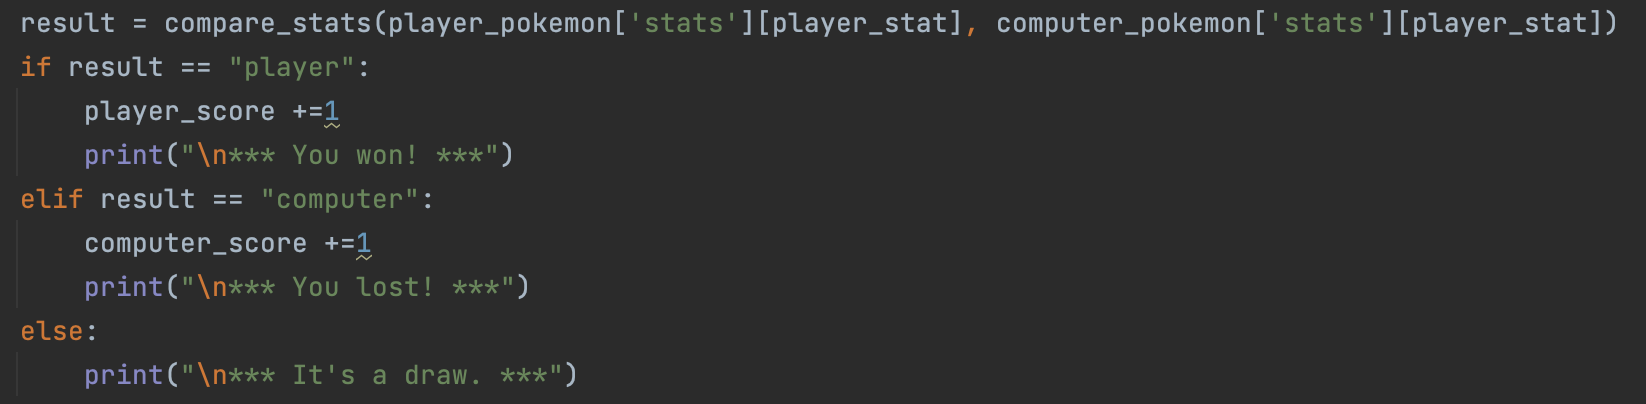 result = compare_stats(player_pokemon['stats'][player_stat], computer_pokemon['stats'][player_stat])
if result == "player":
    player_score +=1
    print("\n*** You won! ***")
elif result == "computer":
    computer_score +=1
    print("\n*** You lost! ***")
else:
    print("\n*** It's a draw. ***")